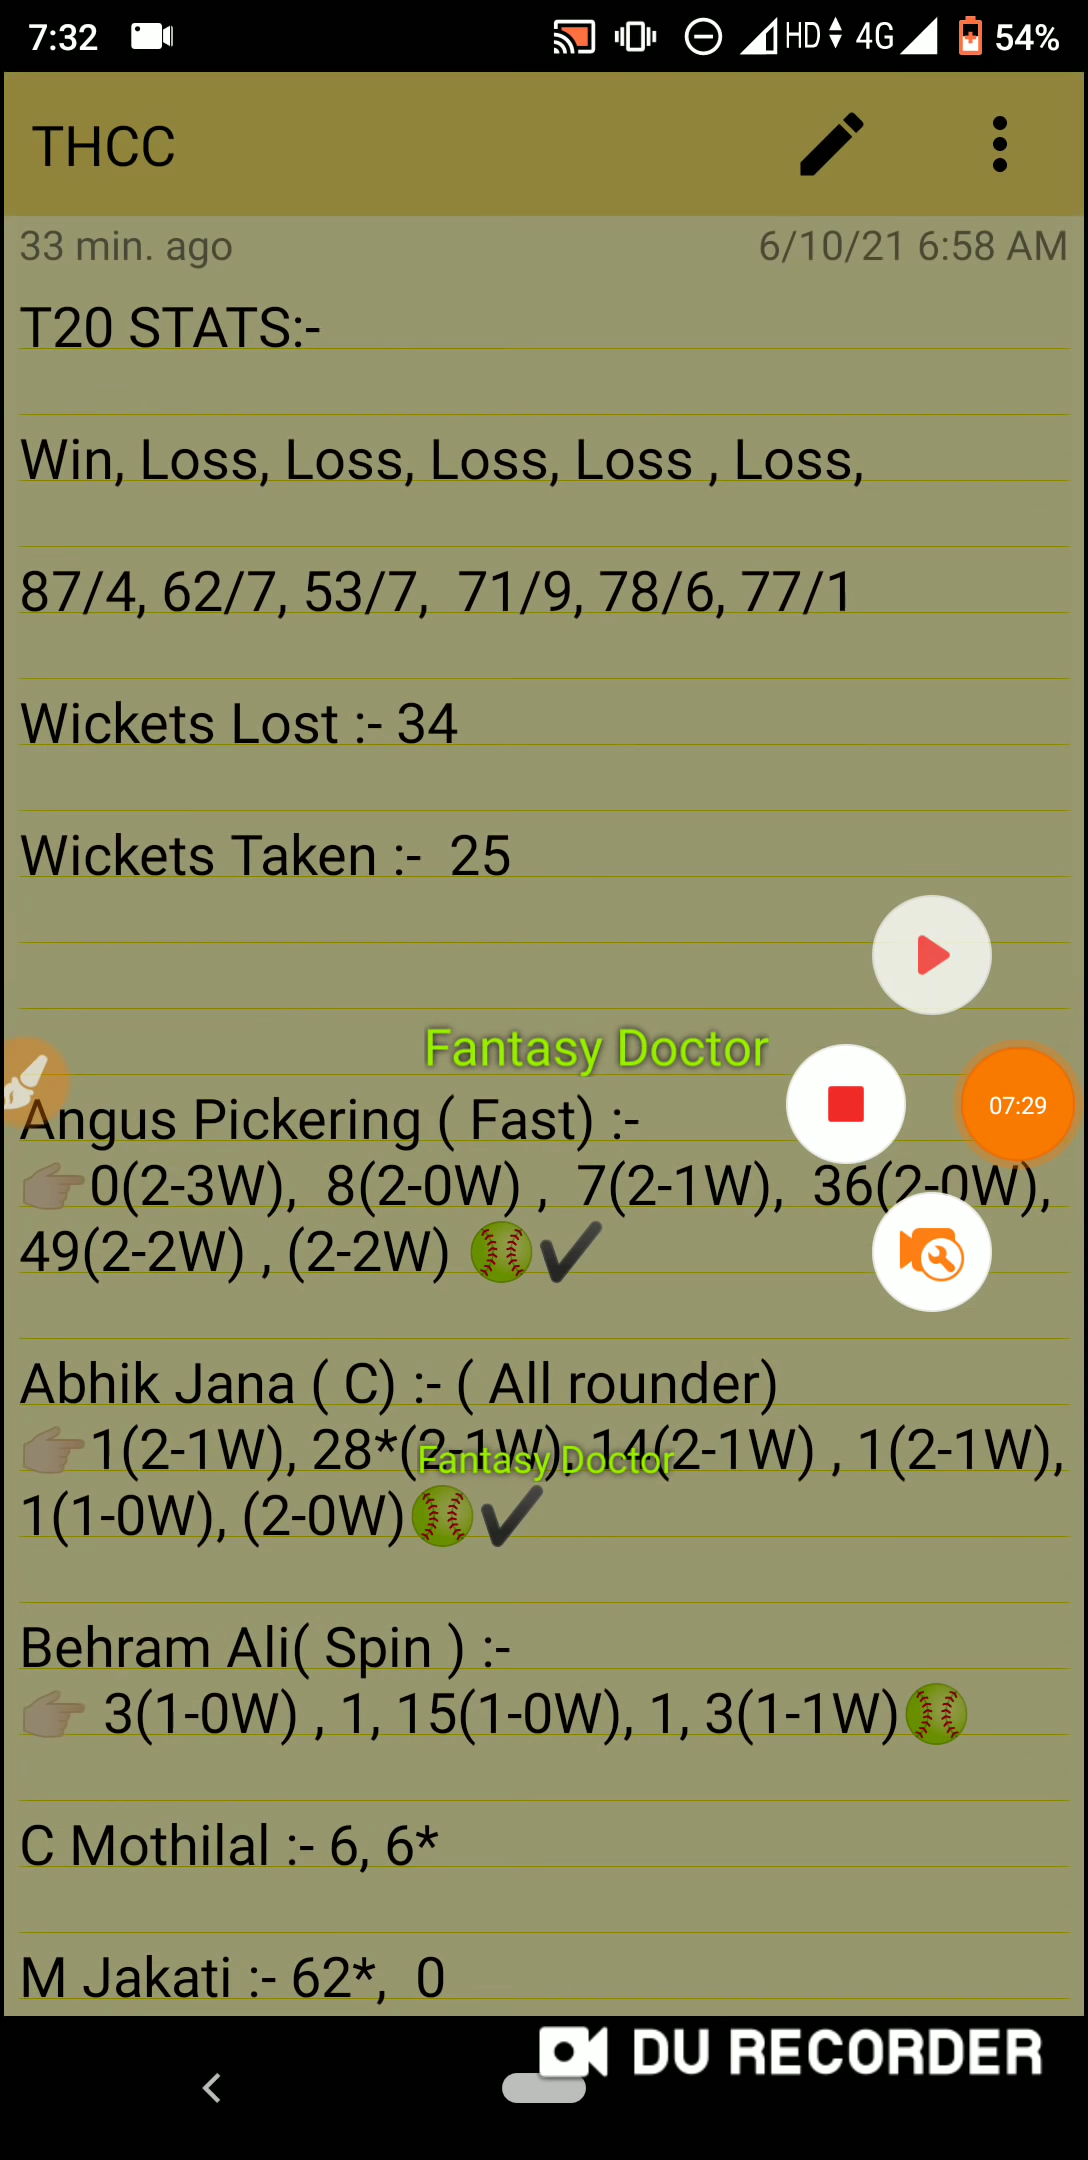 7:32 HD 4G 54%
THCC
33 min. ago 6/10/21 6:58 AM
T20 STATS:-
Win, Loss, Loss, Loss, Loss , Loss,
87/4, 62/7, 53/7, 71/9, 78/6, 77/1
Wickets Lost :- 34
Wickets Taken :- 25
Fantasy Doctor
07:29
Angus Pickering ( Fast) :-
👉0(2-3W), 8(2-0W) , 7(2-1W), 36(2-0W),
49(2-2W) , (2-2W) 🥎✔
Abhik Jana ( C) :- ( All rounder)
👉1(2-1W), 28*(2-1W), 14(2-1W) , 1(2-1W),
Fantasy Doctor
1(1-0W), (2-0W)🥎✔
Behram Ali( Spin ) :-
👉 3(1-0W) , 1, 15(1-0W), 1, 3(1-1W)🥎
C Mothilal :- 6, 6*
M Jakati :- 62*, 0
DU RECORDER